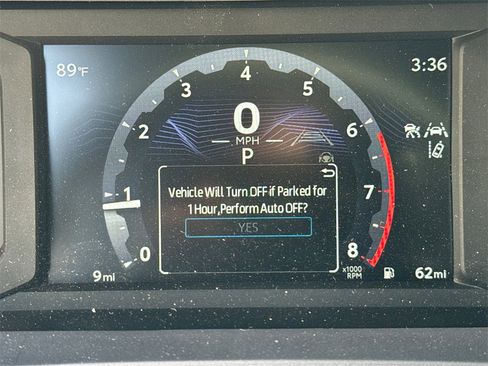 89°F
3:36
4
3
5
2
0
6
MPH
P
Vehicle Will Turn OFF if Parked for
1 Hour,Perform Auto OFF?
1
7
YES
0
8
x1000
RPM
9mi
62mi